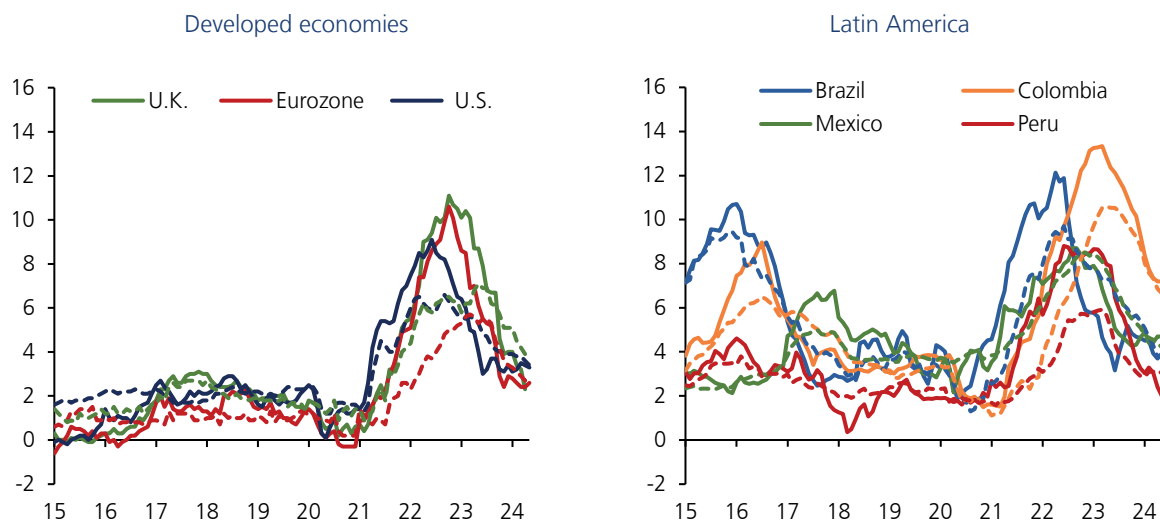 Developed economies
16
14
12
10
8
6
4
2
0
-2
U.K. Eurozone U.S.
15 16 17 18 19 20 21 22 23 24
Latin America
16
14
12
10
8
6
4
2
0
-2
Brazil Colombia
Mexico Peru
15 16 17 18 19 20 21 22 23 24